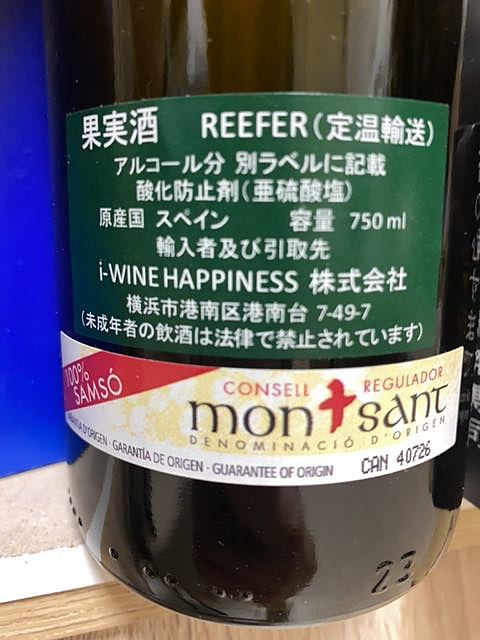 果実酒 REEFER(定温輸送)
アルコール分 別ラベルに記載
酸化防止剤(亜硫酸塩)
原産国 スペイン 容量 750 ml
輸入者及び引取先
i-WINE HAPPINESS 株式会社
横浜市港南区港南台 7-49-7
(未成年者の飲酒は法律で禁止されています)
100%
SAMSÓ
CONSELL REGULADOR
montsant
DENOMINACIÓ D'ORIGEN
D'ORIGEN · GARANTÍA DE ORIGEN · GUARANTEE OF ORIGIN
CAN 40726
23